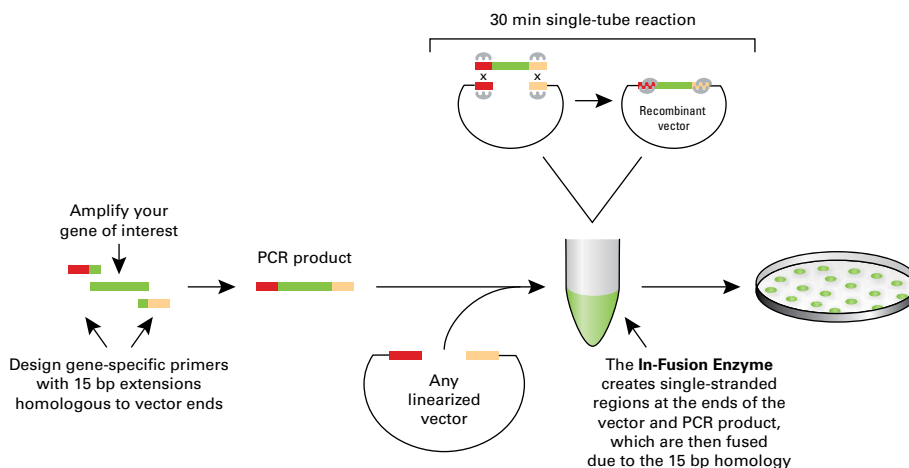 30 min single-tube reaction
x
x
Recombinant
vector
Amplify your
gene of interest
PCR product
Design gene-specific primers
with 15 bp extensions
homologous to vector ends
Any
linearized
vector
The In-Fusion Enzyme
creates single-stranded
regions at the ends of the
vector and PCR product,
which are then fused
due to the 15 bp homology